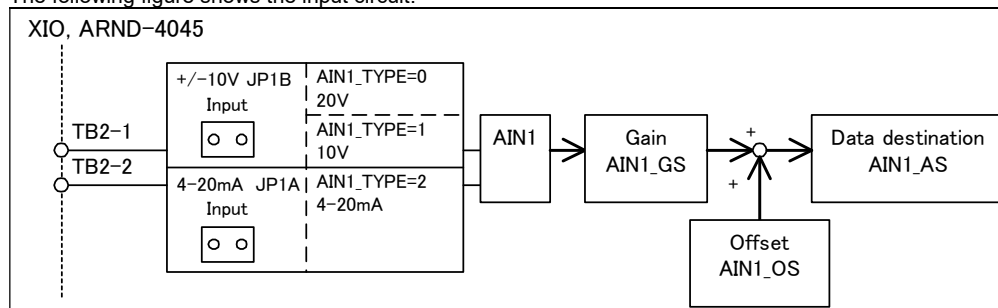 The following figure shows the input circuit.
XIO, ARND-4045
+/-10V JP1B
Input
AIN1_TYPE=0
20V
AIN1_TYPE=1
10V
TB2-1
TB2-2
4-20mA JP1A
Input
AIN1_TYPE=2
4-20mA
AIN1
Gain
AIN1_GS
+
+
Offset
AIN1_OS
Data destination
AIN1_AS